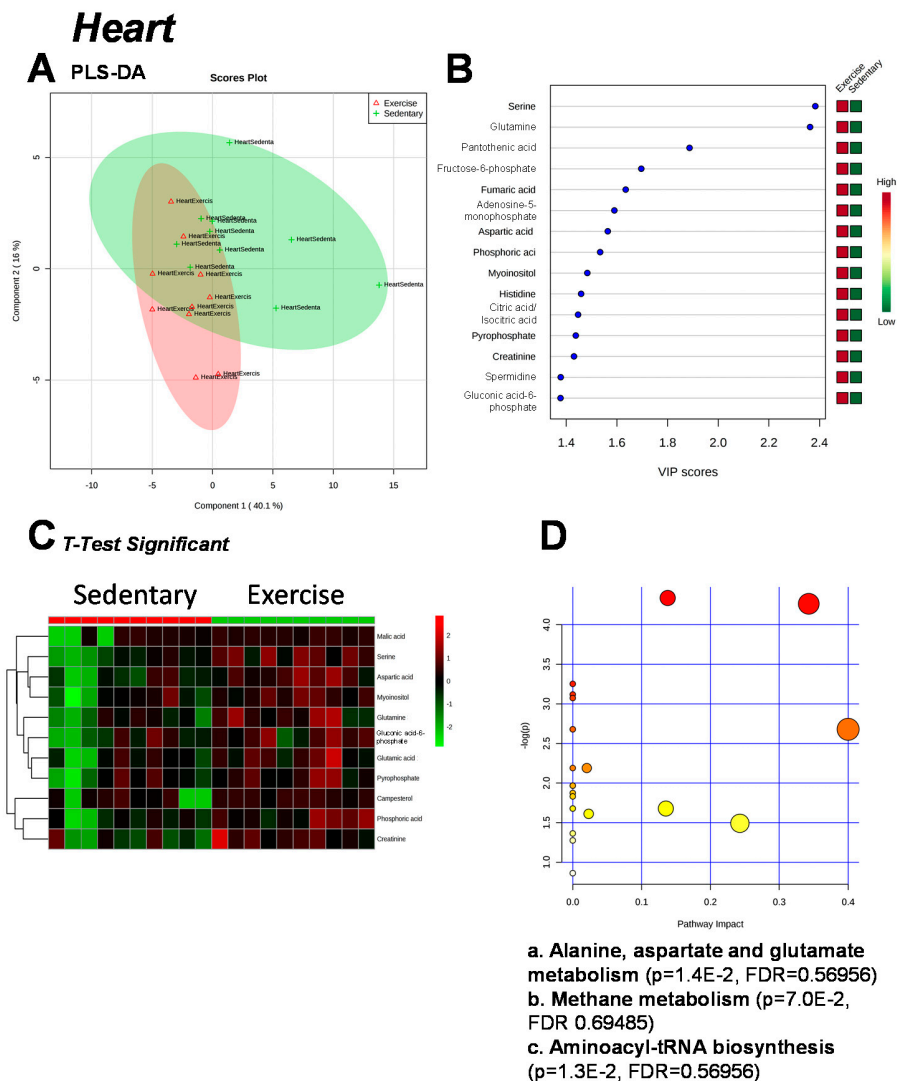 Heart
A PLS-DA
Scores Plot
Exercise
Sedentary
HeartSedenta
HeartExercis
HeartSedenta
HeartSedenta
HeartSedenta
HeartExercis
HeartSedenta
HeartSedenta
HeartSedenta
HeartSedenta
HeartExercis
HeartExercis
HeartSedenta
HeartExercis
HeartExercis
HeartExercis
HeartExercis
HeartSedenta
HeartExercis
HeartExercis
5
0
-5
Component 2 ( 16 %)
-10
-5
0
5
10
15
Component 1 ( 40.1 %)
B
Exercise
Sedentary
Serine
Glutamine
Pantothenic acid
Fructose-6-phosphate
Fumaric acid
Adenosine-5-
monophosphate
Aspartic acid
Phosphoric aci
Myoinositol
Histidine
Citric acid/
Isocitric acid
Pyrophosphate
Creatinine
Spermidine
Gluconic acid-6-
phosphate
1.4
1.6
1.8
2.0
2.2
2.4
VIP scores
High
Low
C T-Test Significant
Sedentary
Exercise
Malic acid
Serine
Aspartic acid
Myoinositol
Glutamine
Gluconic acid-6-
phosphate
Glutamic acid
Pyrophosphate
Campesterol
Phosphoric acid
Creatinine
2
1
0
-1
-2
D
4.0
3.5
3.0
2.5
2.0
1.5
1.0
-log(p)
0.0
0.1
0.2
0.3
0.4
Pathway Impact
a. Alanine, aspartate and glutamate
metabolism (p=1.4E-2, FDR=0.56956)
b. Methane metabolism (p=7.0E-2,
FDR 0.69485)
c. Aminoacyl-tRNA biosynthesis
(p=1.3E-2, FDR=0.56956)